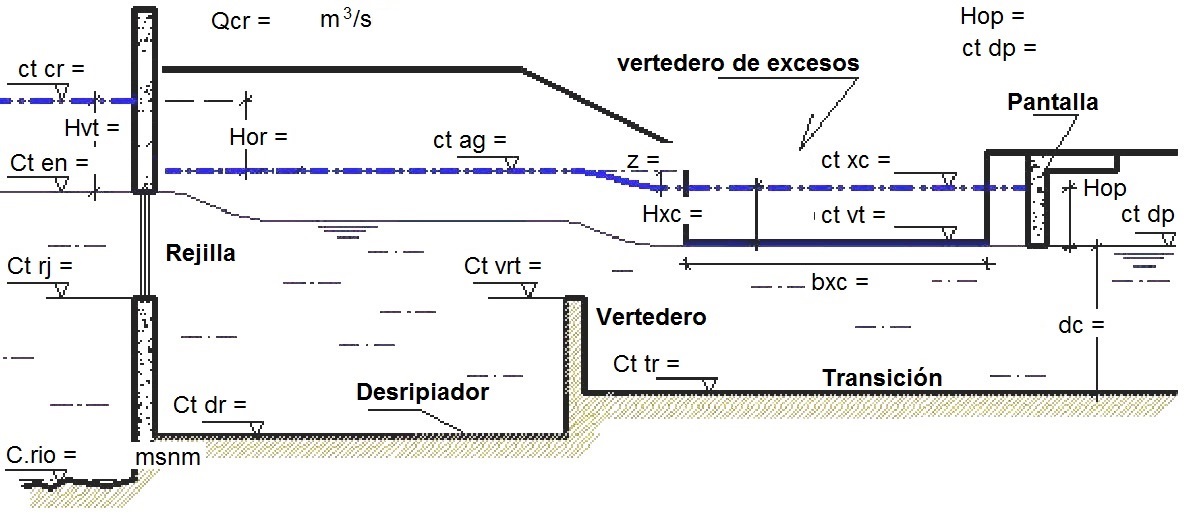 Qcr = m³/s
Hop =
ct dp =
ct cr =
vertedero de excesos
Pantalla
Hvt =
Hor =
ct ag =
z =
ct xc =
Ct en =
Hop
Hxc =
ct vt =
ct dp
Rejilla
Ct rj =
Ct vrt =
bxc =
Vertedero
dc =
Ct tr =
Transición
Desripiador
Ct dr =
C.rio =
msnm